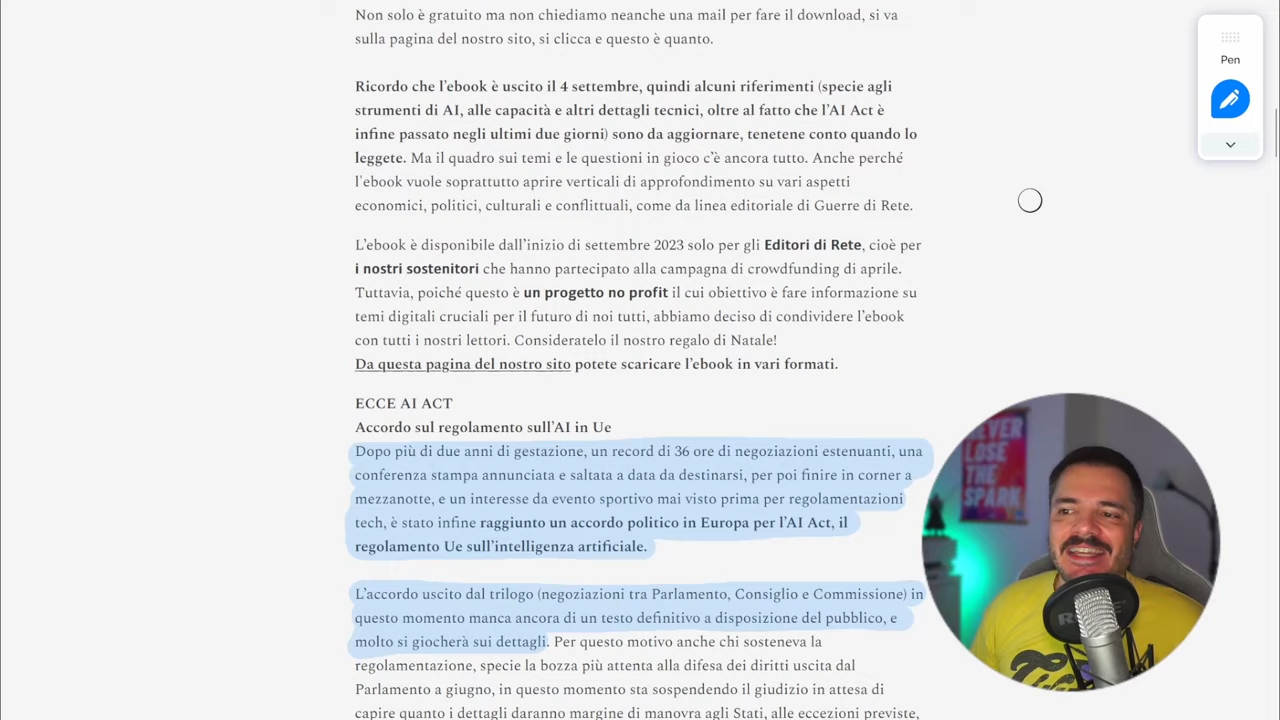 Non solo è gratuito ma non chiediamo neanche una mail per fare il download, si va
sulla pagina del nostro sito, si clicca e questo è quanto.
Ricordo che l'ebook è uscito il 4 settembre, quindi alcuni riferimenti (specie agli
strumenti di AI, alle capacità e altri dettagli tecnici, oltre al fatto che l'AI Act è
infine passato negli ultimi due giorni) sono da aggiornare, tenetene conto quando lo
leggete. Ma il quadro sui temi e le questioni in gioco c'è ancora tutto. Anche perché
l'ebook vuole soprattutto aprire verticali di approfondimento su vari aspetti
economici, politici, culturali e conflittuali, come da linea editoriale di Guerre di Rete.
L'ebook è disponibile dall'inizio di settembre 2023 solo per gli Editori di Rete, cioè per
i nostri sostenitori che hanno partecipato alla campagna di crowdfunding di aprile.
Tuttavia, poiché questo è un progetto no profit il cui obiettivo è fare informazione su
temi digitali cruciali per il futuro di noi tutti, abbiamo deciso di condividere l'ebook
con tutti i nostri lettori. Consideratelo il nostro regalo di Natale!
Da questa pagina del nostro sito potete scaricare l'ebook in vari formati.
ECCE AI ACT
Accordo sul regolamento sull'AI in Ue
Dopo più di due anni di gestazione, un record di 36 ore di negoziazioni estenuanti, una
conferenza stampa annunciata e saltata a data da destinarsi, per poi finire in corner a
mezzanotte, e un interesse da evento sportivo mai visto prima per regolamentazioni
tech, è stato infine raggiunto un accordo politico in Europa per l'AI Act, il
regolamento Ue sull'intelligenza artificiale.
L'accordo uscito dal trilogo (negoziazioni tra Parlamento, Consiglio e Commissione) in
questo momento manca ancora di un testo definitivo a disposizione del pubblico, e
molto si giocherà sui dettagli. Per questo motivo anche chi sosteneva la
regolamentazione, specie la bozza più attenta alla difesa dei diritti uscita dal
Parlamento a giugno, in questo momento sta sospendendo il giudizio in attesa di
capire quanto i dettagli daranno margine di manovra agli Stati, alle eccezioni previste,
Pen
LOSE
THE
SPARK